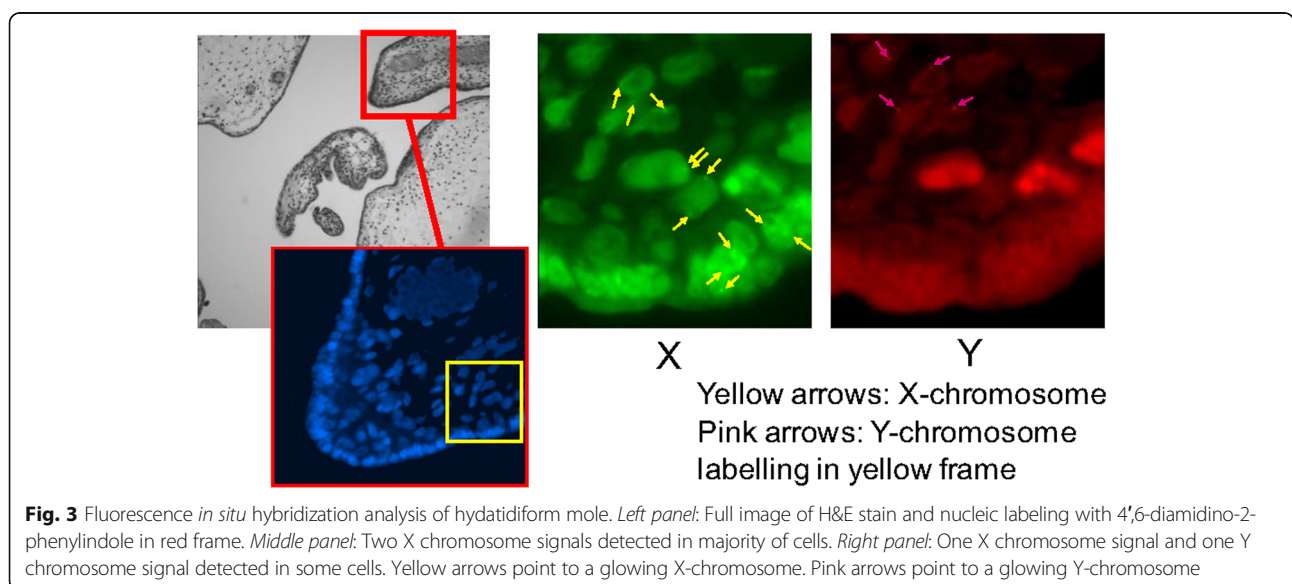 X
Y
Yellow arrows: X-chromosome
Pink arrows: Y-chromosome
labelling in yellow frame
Fig. 3 Fluorescence in situ hybridization analysis of hydatidiform mole. Left panel: Full image of H&E stain and nucleic labeling with 4′,6-diamidino-2-
phenylindole in red frame. Middle panel: Two X chromosome signals detected in majority of cells. Right panel: One X chromosome signal and one Y
chromosome signal detected in some cells. Yellow arrows point to a glowing X-chromosome. Pink arrows point to a glowing Y-chromosome